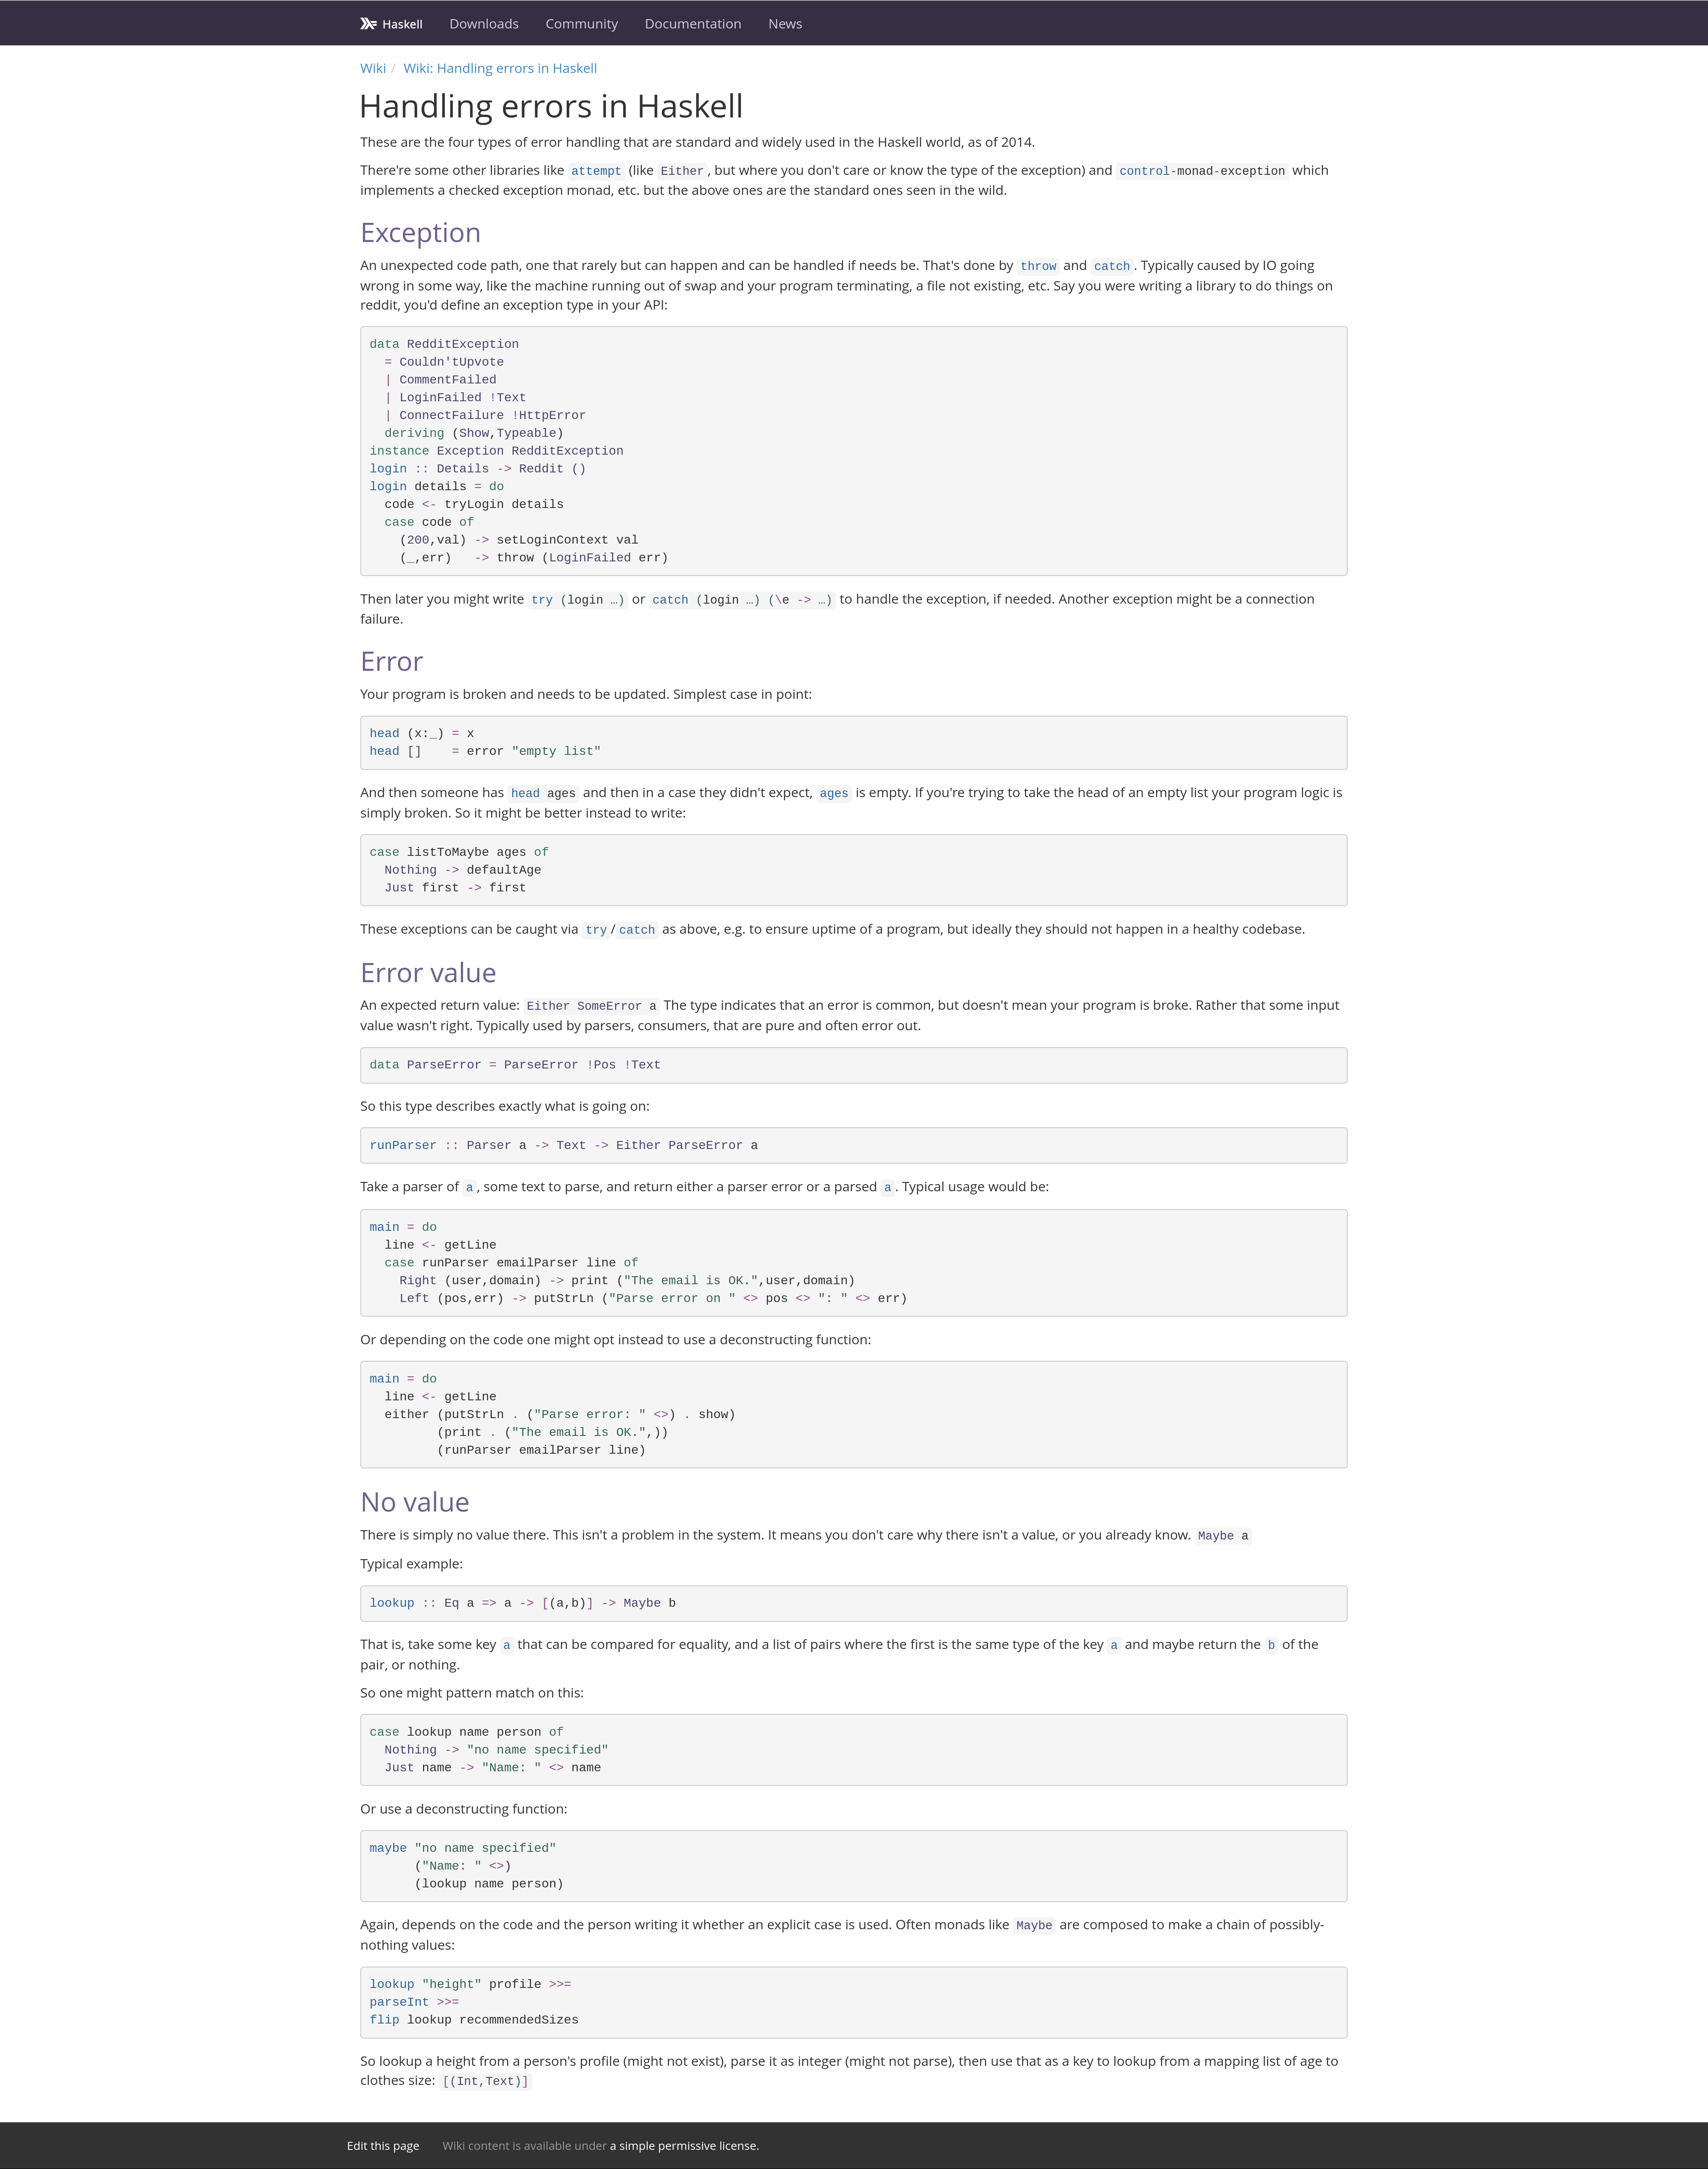 Haskell Downloads Community Documentation News
Wiki / Wiki: Handling errors in Haskell
Handling errors in Haskell
These are the four types of error handling that are standard and widely used in the Haskell world, as of 2014.
There're some other libraries like attempt (like Either, but where you don't care or know the type of the exception) and control-monad-exception which
implements a checked exception monad, etc. but the above ones are the standard ones seen in the wild.
Exception
An unexpected code path, one that rarely but can happen and can be handled if needs be. That's done by throw and catch. Typically caused by IO going
wrong in some way, like the machine running out of swap and your program terminating, a file not existing, etc. Say you were writing a library to do things on
reddit, you'd define an exception type in your API:
data RedditException
  = Couldn'tUpvote
  | CommentFailed
  | LoginFailed !Text
  | ConnectFailure !HttpError
  deriving (Show,Typeable)
instance Exception RedditException
login :: Details -> Reddit ()
login details = do
  code <- tryLogin details
  case code of
    (200,val) -> setLoginContext val
    (_,err)   -> throw (LoginFailed err)
Then later you might write try (login …) or catch (login …) (\e -> …) to handle the exception, if needed. Another exception might be a connection
failure.
Error
Your program is broken and needs to be updated. Simplest case in point:
head (x:_) = x
head []    = error "empty list"
And then someone has head ages and then in a case they didn't expect, ages is empty. If you're trying to take the head of an empty list your program logic is
simply broken. So it might be better instead to write:
case listToMaybe ages of
  Nothing -> defaultAge
  Just first -> first
These exceptions can be caught via try/catch as above, e.g. to ensure uptime of a program, but ideally they should not happen in a healthy codebase.
Error value
An expected return value: Either SomeError a The type indicates that an error is common, but doesn't mean your program is broke. Rather that some input
value wasn't right. Typically used by parsers, consumers, that are pure and often error out.
data ParseError = ParseError !Pos !Text
So this type describes exactly what is going on:
runParser :: Parser a -> Text -> Either ParseError a
Take a parser of a, some text to parse, and return either a parser error or a parsed a. Typical usage would be:
main = do
  line <- getLine
  case runParser emailParser line of
    Right (user,domain) -> print ("The email is OK.",user,domain)
    Left (pos,err) -> putStrLn ("Parse error on " <> pos <> ": " <> err)
Or depending on the code one might opt instead to use a deconstructing function:
main = do
  line <- getLine
  either (putStrLn . ("Parse error: " <>) . show)
         (print . ("The email is OK.",))
         (runParser emailParser line)
No value
There is simply no value there. This isn't a problem in the system. It means you don't care why there isn't a value, or you already know. Maybe a
Typical example:
lookup :: Eq a => a -> [(a,b)] -> Maybe b
That is, take some key a that can be compared for equality, and a list of pairs where the first is the same type of the key a and maybe return the b of the
pair, or nothing.
So one might pattern match on this:
case lookup name person of
  Nothing -> "no name specified"
  Just name -> "Name: " <> name
Or use a deconstructing function:
maybe "no name specified"
      ("Name: " <>)
      (lookup name person)
Again, depends on the code and the person writing it whether an explicit case is used. Often monads like Maybe are composed to make a chain of possibly-
nothing values:
lookup "height" profile >>=
parseInt >>=
flip lookup recommendedSizes
So lookup a height from a person's profile (might not exist), parse it as integer (might not parse), then use that as a key to lookup from a mapping list of age to
clothes size: [(Int,Text)]
Edit this page Wiki content is available under a simple permissive license.